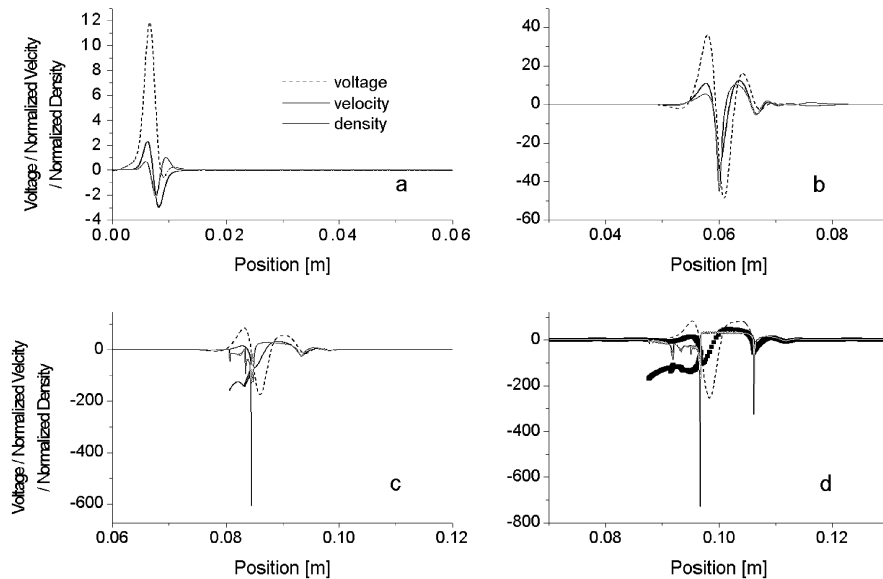 Voltage / Normalized Velcity
/ Normalized Density
12
10
8
6
4
2
0
-2
-4
voltage
velocity
density
a
0.00
0.02
0.04
0.06
Position [m]
40
20
0
-20
-40
-60
b
0.04
0.06
0.08
Position [m]
Voltage / Normalized Velcity
/ Normalized Density
0
-200
-400
-600
c
0.06
0.08
0.10
0.12
Position [m]
0
-200
-400
-600
-800
d
0.08
0.10
0.12
Position [m]